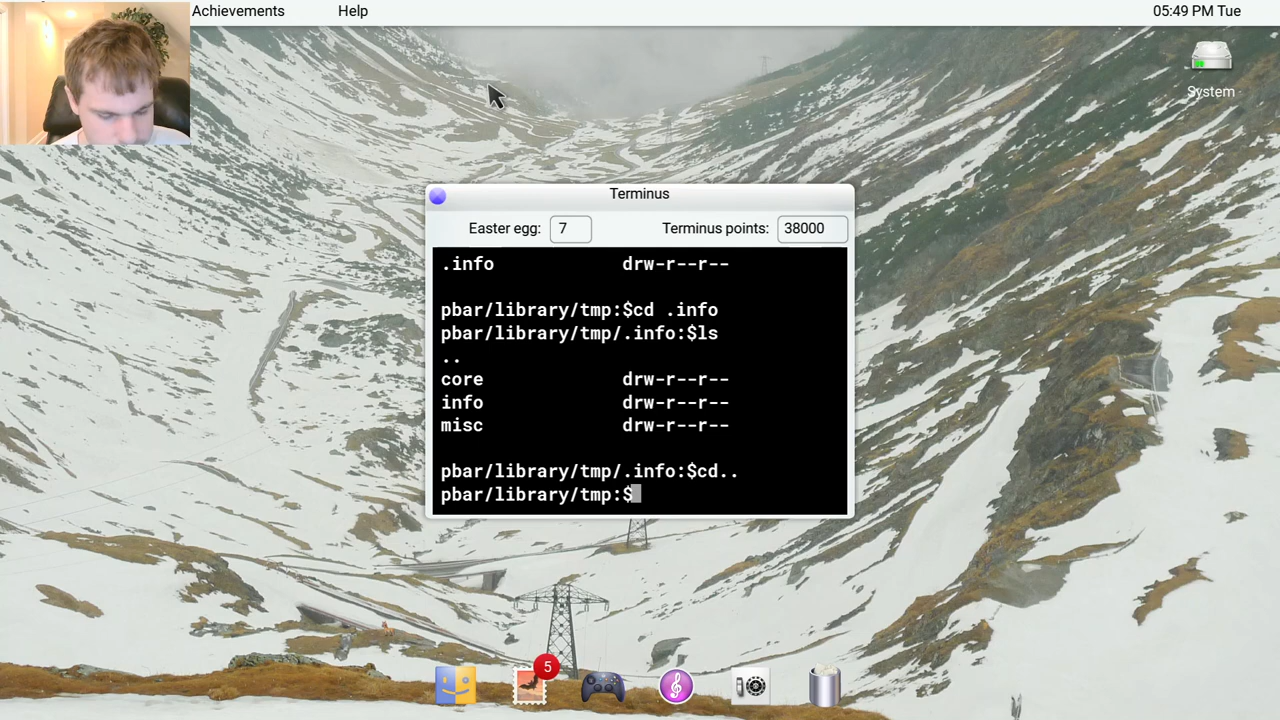 Achievements Help 05:49 PM Tue
System
Terminus
Easter egg: 7 Terminus points: 38000
.info drw-r--r--
pbar/library/tmp:$cd .info
pbar/library/tmp/.info:$ls
..
core drw-r--r--
info drw-r--r--
misc drw-r--r--
pbar/library/tmp/.info:$cd..
pbar/library/tmp:$
5